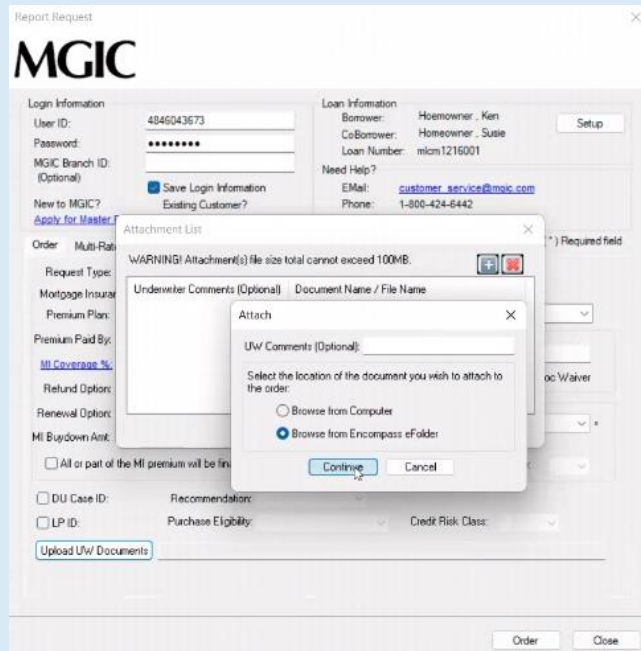 Report Request
MGIC
Login Information
User ID: 4846043673
Password:
MGIC Branch ID:
(Optional)
Save Login Information
New to MGIC? Existing Customer?
Apply for Master
Loan Information
Borrower: Hoemowner , Ken
CoBorrower: Homeowner , Susie
Loan Number: mlcm1216001
Setup
Need Help?
EMail: customer_service@mgic.com
Phone: 1-800-424-6442
Order Multi-Rat
( * ) Required field
Request Type:
Mortgage Insurar
Premium Plan:
Premium Paid By:
MI Coverage %:
oc Waiver
Refund Option:
Renewal Option:
*
MI Buydown Amt:
All or part of the MI premium will be fina
DU Case ID: Recommendation:
LP ID: Purchase Eligibility: Credit Risk Class:
Upload UW Documents
Order Close
Attachment List
WARNING! Attachment(s) file size total cannot exceed 100MB.
Underwriter Comments (Optional) Document Name / File Name
Attach
UW Comments (Optional):
Select the location of the document you wish to attach to
the order:
Browse from Computer
Browse from Encompass eFolder
Continue Cancel